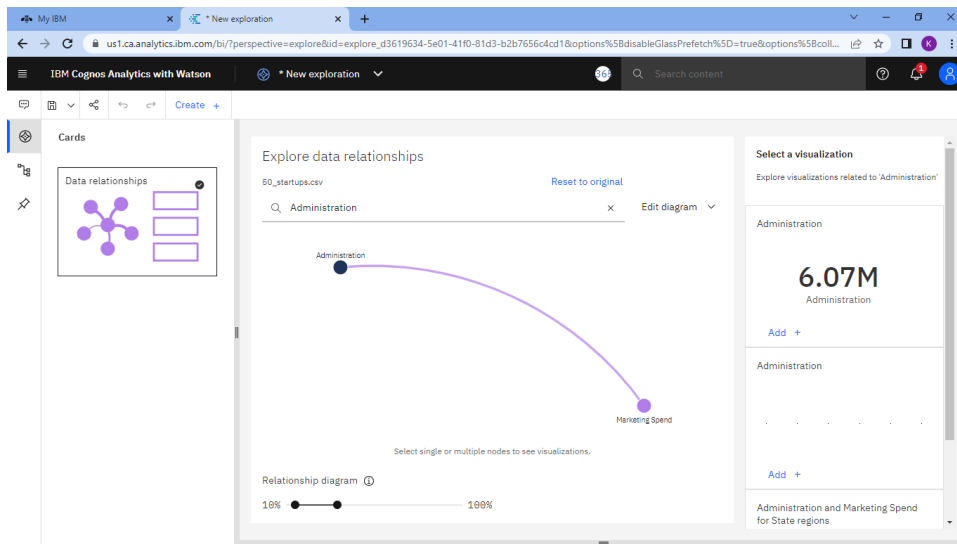 My IBM
* New exploration
us1.ca.analytics.ibm.com/bi/?perspective=explore&id=explore_d3619634-5e01-41f0-81d3-b2b7656c4cd1&options%5BdisableGlassPrefetch%5D=true&options%5Bcoll...
K
IBM Cognos Analytics with Watson
* New exploration
365
Search content
1
Create +
Cards
Data relationships
Explore data relationships
50_startups.csv
Reset to original
Administration
Edit diagram
Administration
Marketing Spend
Select single or multiple nodes to see visualizations.
Relationship diagram
10%
100%
Select a visualization
Explore visualizations related to 'Administration'
Administration
6.07M
Administration
Add +
Administration
Add +
Administration and Marketing Spend
for State regions